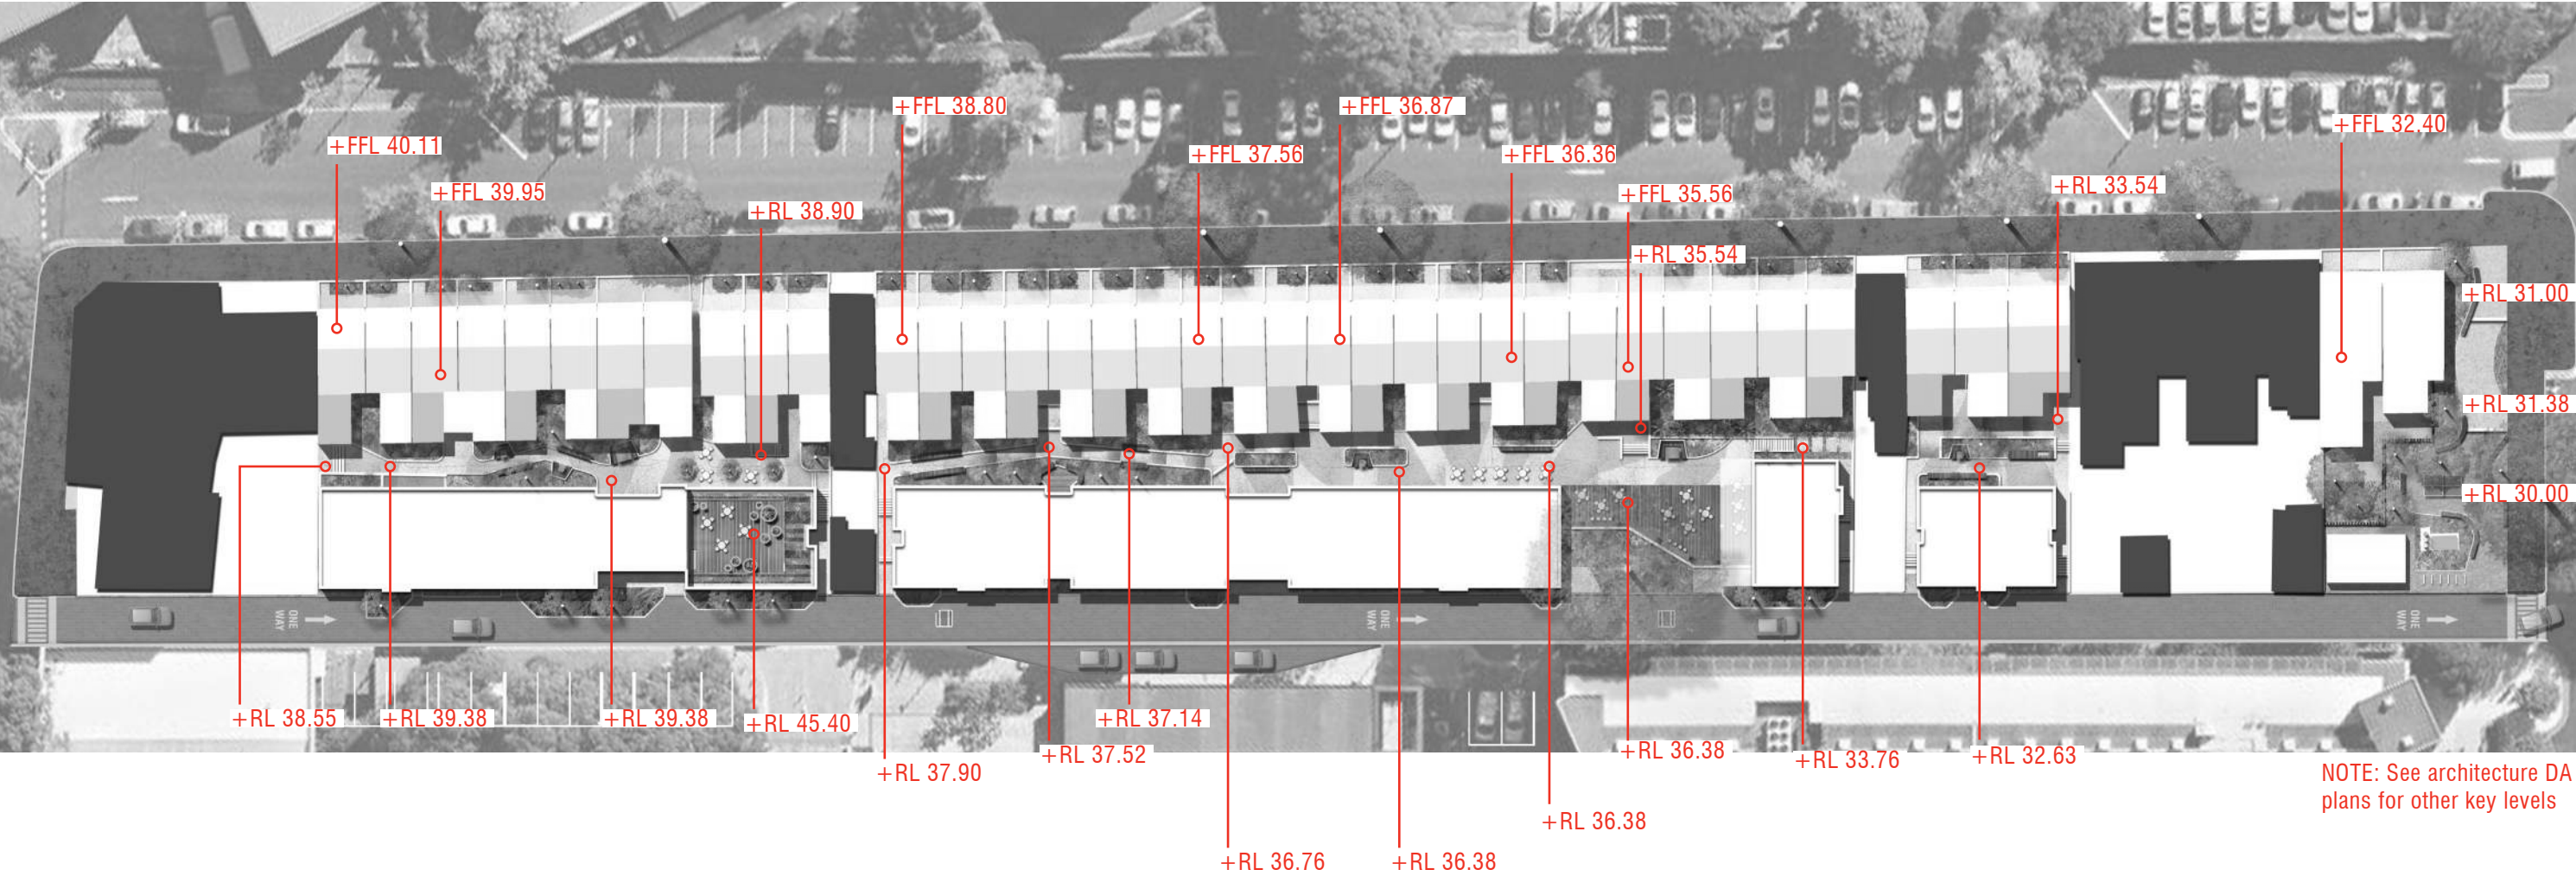 +FFL 38.80
+FFL 36.87
+FFL 32.40
+FFL 40.11
+FFL 37.56
+FFL 36.36
+FFL 39.95
+RL 38.90
+FFL 35.56
+RL 33.54
+RL 35.54
+RL 31.00
+RL 31.38
+RL 30.00
ONE
WAY
ONE
WAY
ONE
WAY
+RL 38.55
+RL 39.38
+RL 39.38
+RL 45.40
+RL 37.14
+RL 37.90
+RL 37.52
+RL 36.38
+RL 33.76
+RL 32.63
+RL 36.38
+RL 36.76
+RL 36.38
NOTE: See architecture DA
plans for other key levels